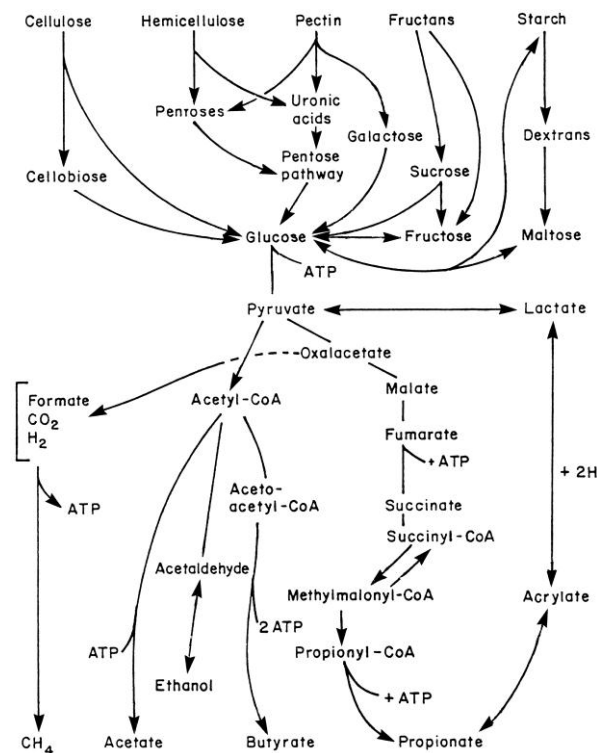 Cellulose Hemicellulose Pectin Fructans Starch
Pentoses
Uronic
acids
Galactose
Dextrans
Pentose
pathway
Cellobiose
Sucrose
Glucose
Fructose
Maltose
ATP
Pyruvate
Lactate
Oxalacetate
Malate
Formate
CO2
H2
Acetyl-CoA
Fumarate
+ATP
+ 2H
ATP
Aceto-
acetyl-CoA
Succinate
Succinyl-CoA
Acetaldehyde
Methylmalonyl-CoA
Acrylate
2 ATP
ATP
Propionyl-CoA
Ethanol
+ATP
CH4
Acetate
Butyrate
Propionate